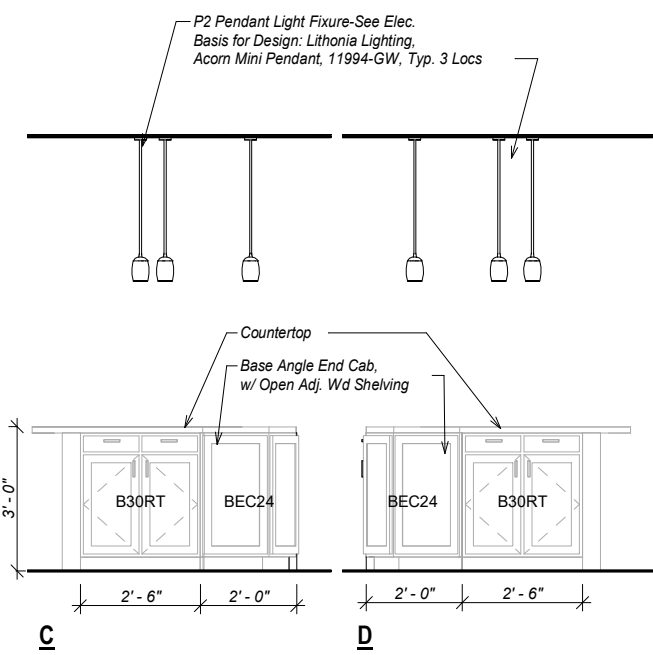 P2 Pendant Light Fixure-See Elec.
Basis for Design: Lithonia Lighting,
Acorn Mini Pendant, 11994-GW, Typ. 3 Locs
Countertop
Base Angle End Cab,
w/ Open Adj. Wd Shelving
3' - 0"
B30RT
BEC24
BEC24
B30RT
2' - 6"
2' - 0"
2' - 0"
2' - 6"
C
D